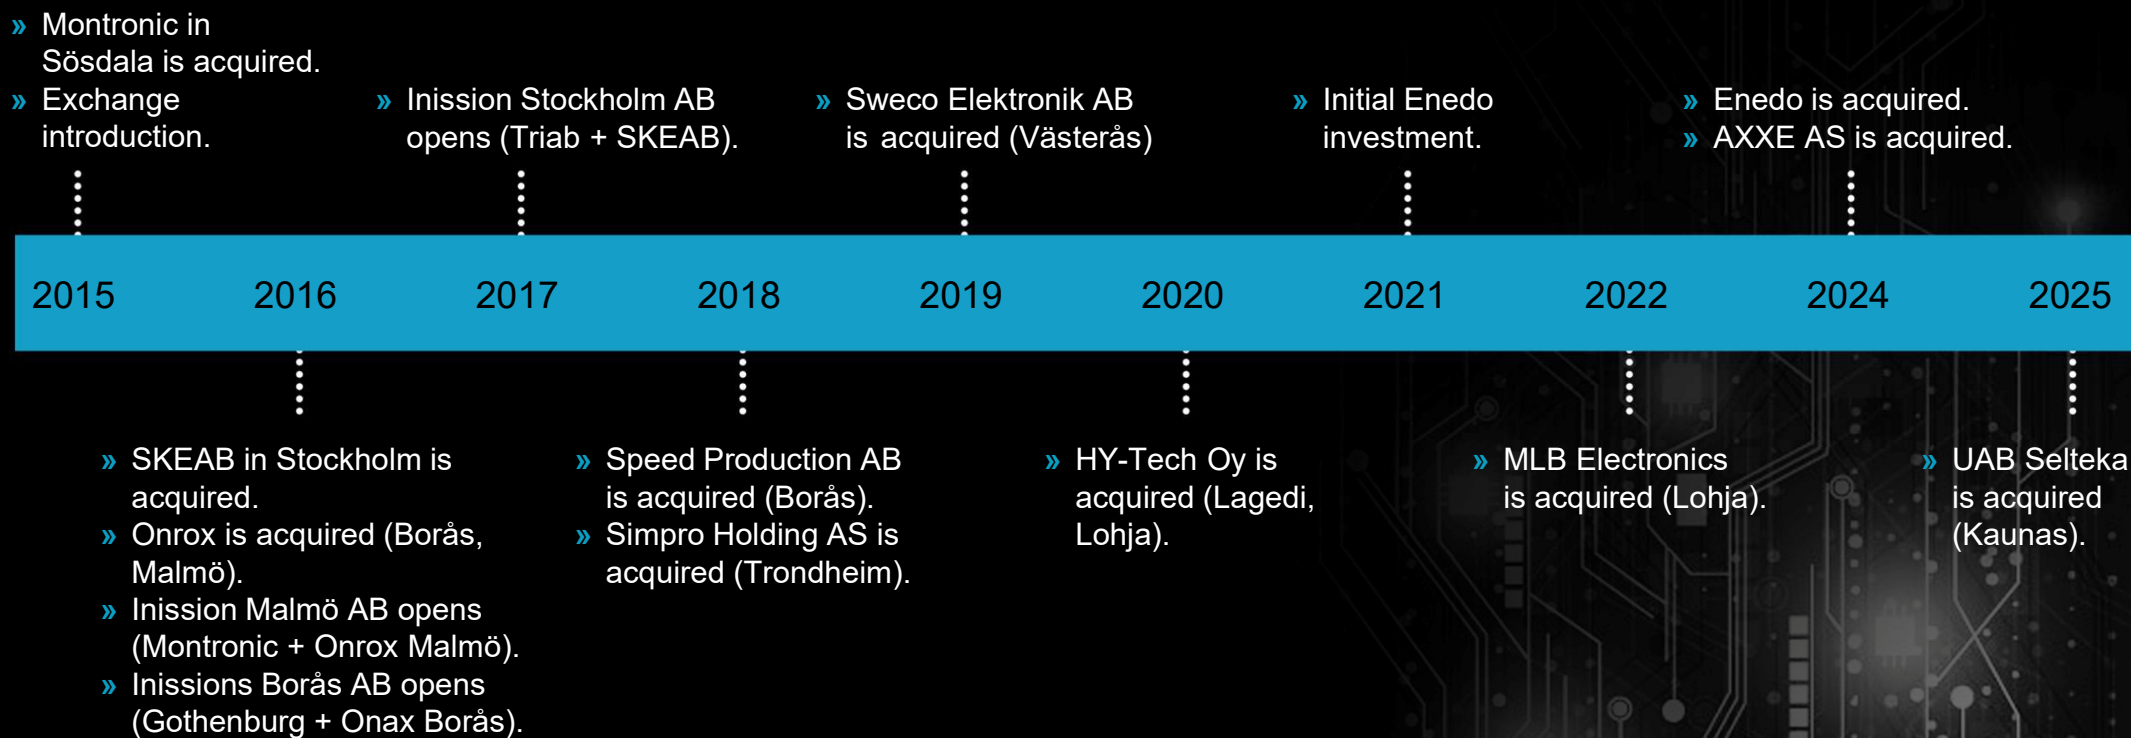 » Montronic in
Sösdala is acquired.
» Exchange
introduction.
» Inission Stockholm AB
opens (Triab + SKEAB).
» Sweco Elektronik AB
is acquired (Västerås)
» Initial Enedo
investment.
» Enedo is acquired.
» AXXE AS is acquired.
2015 2016 2017 2018 2019 2020 2021 2022 2024 2025
» SKEAB in Stockholm is
acquired.
» Onrox is acquired (Borås,
Malmö).
» Inission Malmö AB opens
(Montronic + Onrox Malmö).
» Inissions Borås AB opens
(Gothenburg + Onax Borås).
» Speed Production AB
is acquired (Borås).
» Simpro Holding AS is
acquired (Trondheim).
» HY-Tech Oy is
acquired (Lagedi,
Lohja).
» MLB Electronics
is acquired (Lohja).
» UAB Selteka
is acquired
(Kaunas).